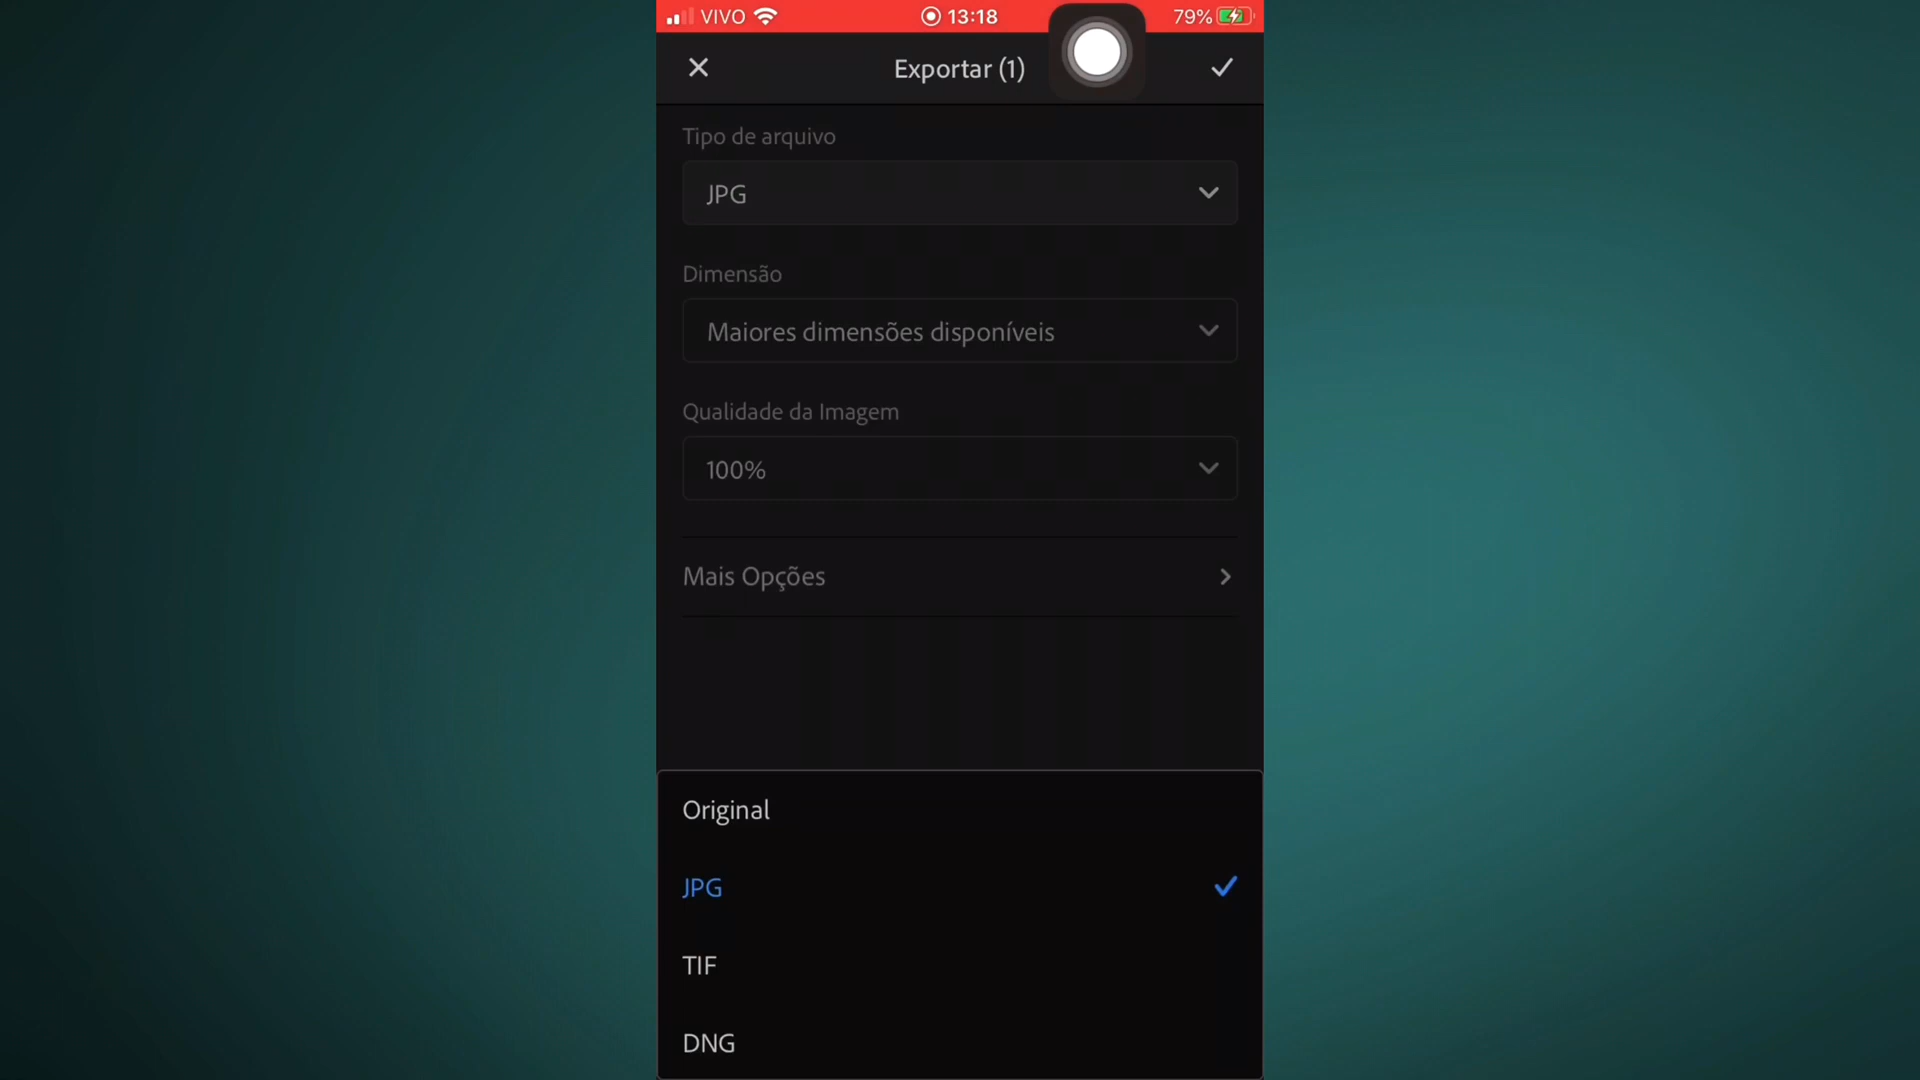 VIVO 13:18 79%
Exportar (1)
Tipo de arquivo
JPG
Dimensão
Maiores dimensões disponíveis
Qualidade da Imagem
100%
Mais Opções
Original
JPG
TIF
DNG